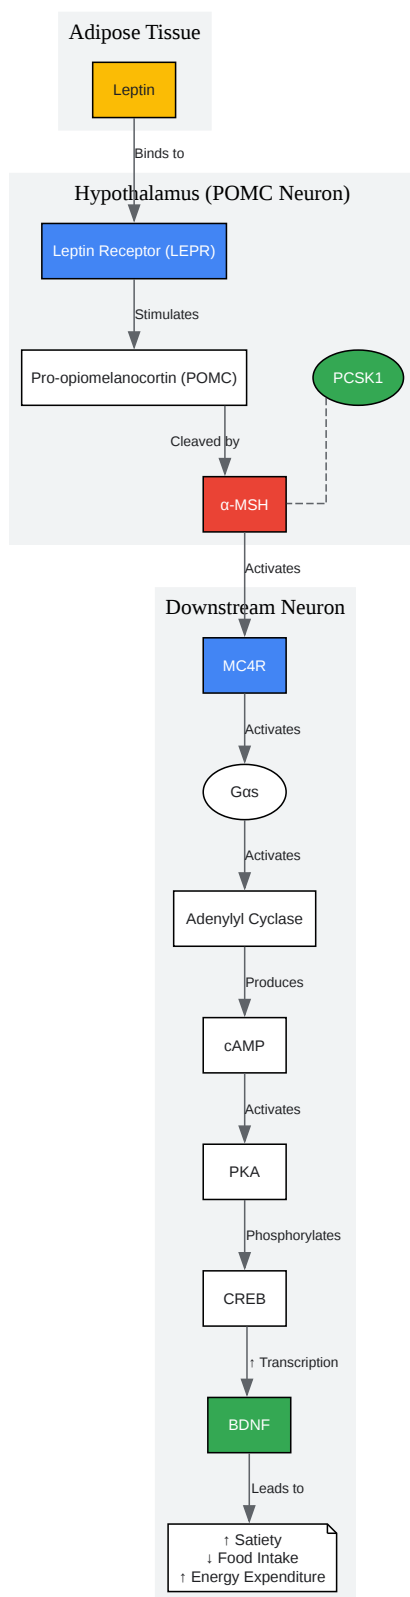 Adipose Tissue
Leptin
Binds to
Hypothalamus (POMC Neuron)
Leptin Receptor (LEPR)
Stimulates
Pro-opiomelanocortin (POMC)
PCSK1
Cleaved by
α-MSH
Activates
Downstream Neuron
MC4R
Activates
Gαs
Activates
Adenylyl Cyclase
Produces
cAMP
Activates
PKA
Phosphorylates
CREB
↑ Transcription
BDNF
Leads to
↑ Satiety
↓ Food Intake
↑ Energy Expenditure